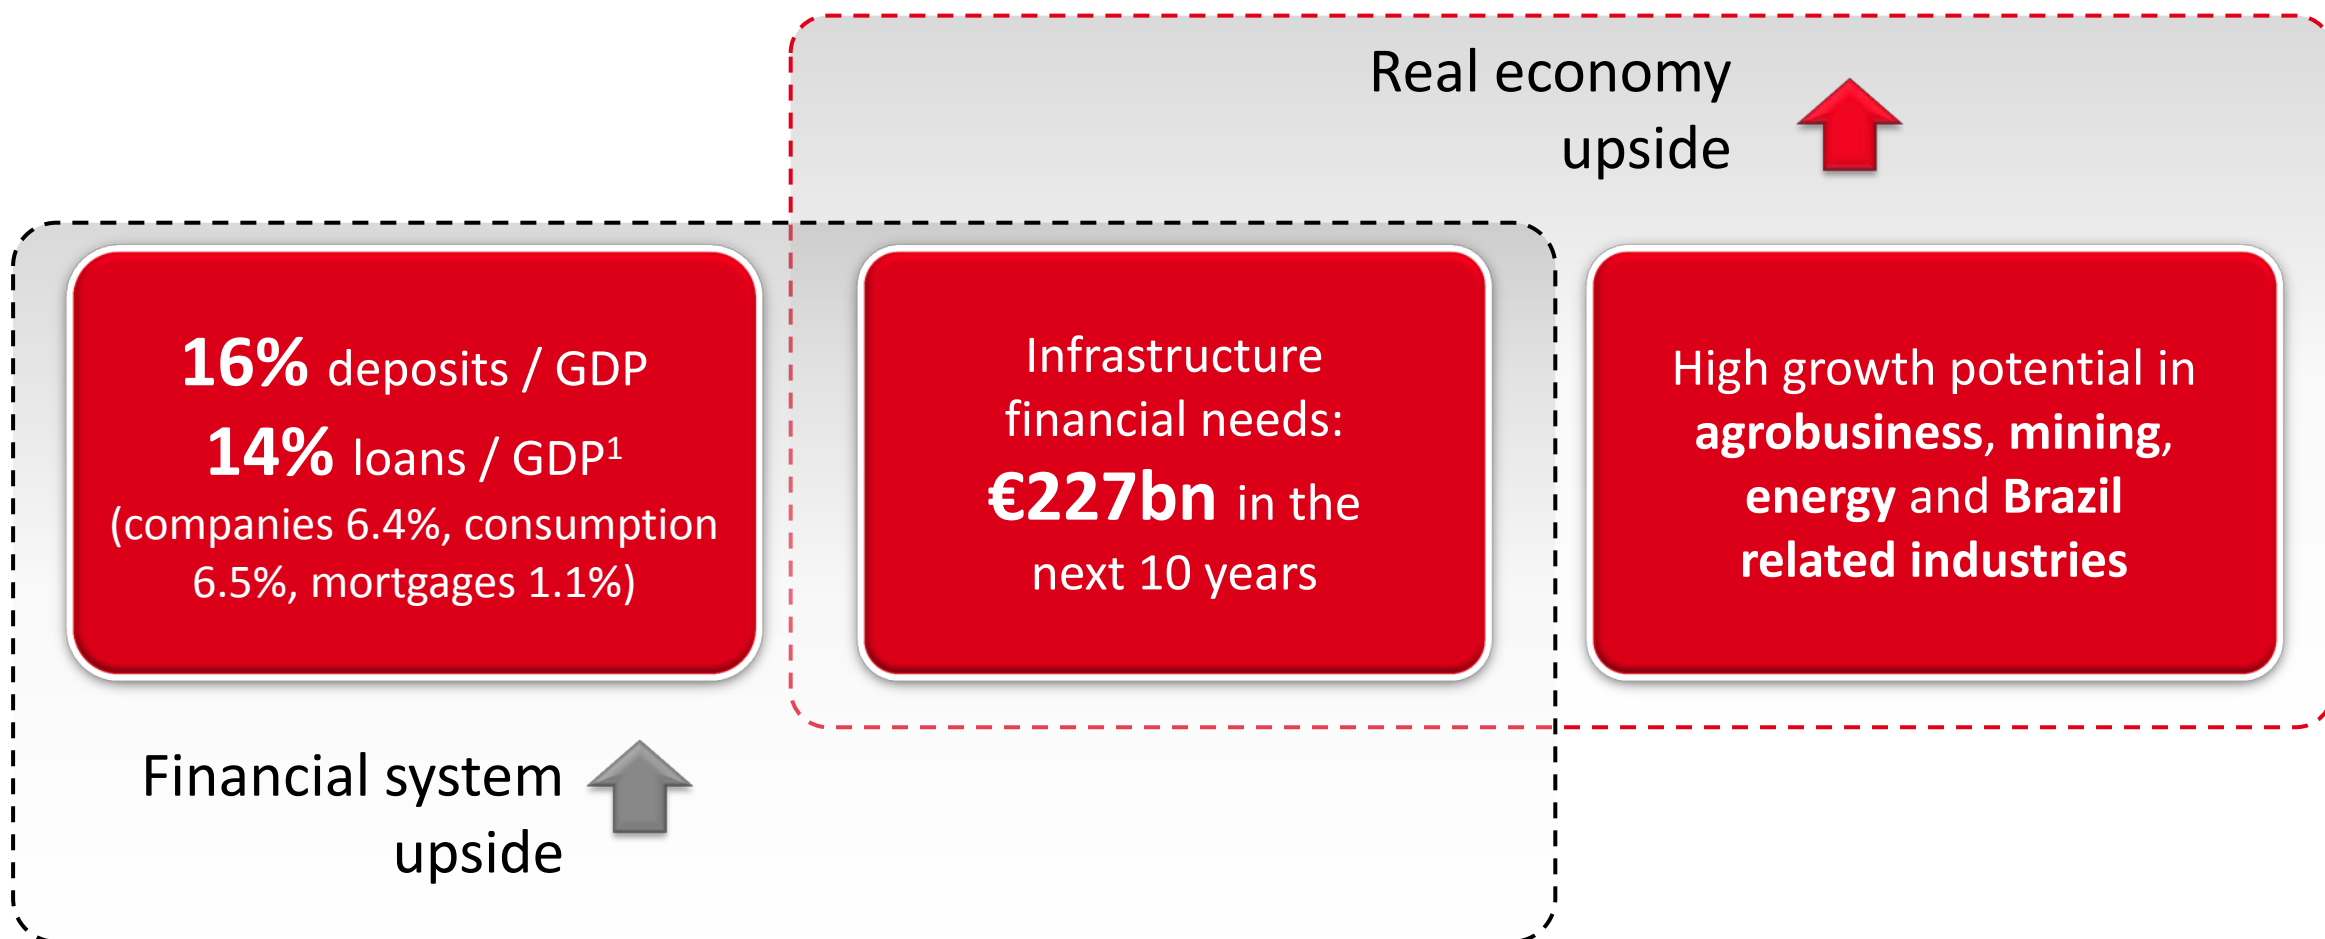 Real economy
upside
16% deposits / GDP
14% loans / GDP¹
(companies 6.4%, consumption
6.5%, mortgages 1.1%)
Infrastructure
financial needs:
€227bn in the
next 10 years
High growth potential in
agrobusiness, mining,
energy and Brazil
related industries
Financial system
upside